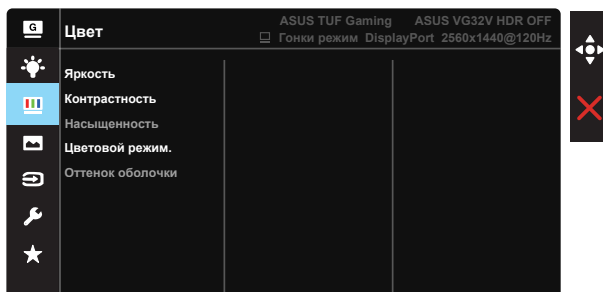 G
Цвет
ASUS TUF Gaming ASUS VG32V HDR OFF
Гонки режим DisplayPort 2560x1440@120Hz
Яркость
Контрастность
Насыщенность
Цветовой режим.
Оттенок оболочки